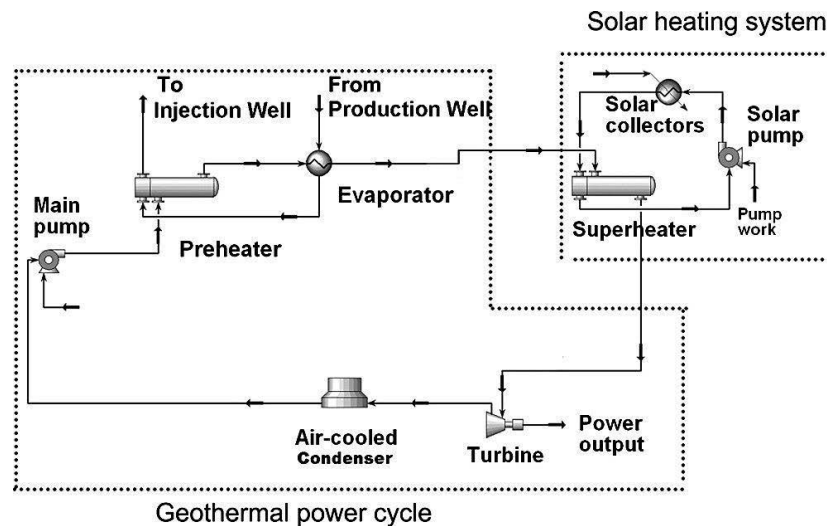 Solar heating system
To
Injection Well
From
Production Well
Solar
collectors
Solar
pump
Evaporator
Main
pump
Preheater
Superheater
Pump
work
Air-cooled
Condenser
Turbine
Power
output
Geothermal power cycle